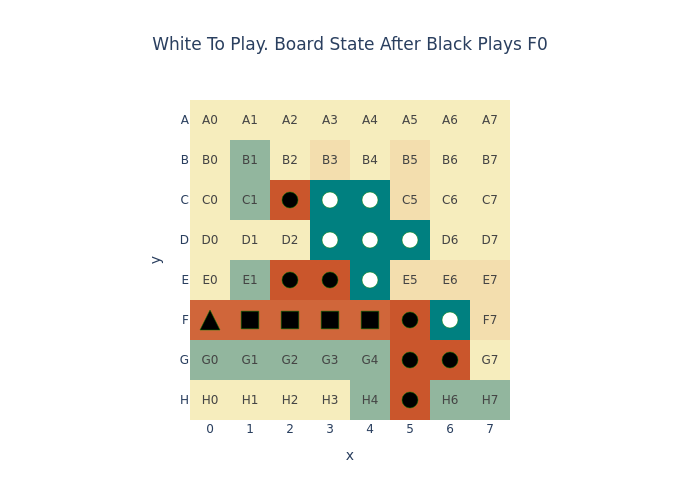 White To Play. Board State After Black Plays F0
A A0 A1 A2 A3 A4 A5 A6 A7
B B0 B1 B2 B3 B4 B5 B6 B7
C C0 C1 C5 C6 C7
D D0 D1 D2 D6 D7
E E0 E1 E5 E6 E7
F F7
G G0 G1 G2 G3 G4 G7
H H0 H1 H2 H3 H4 H6 H7
0 1 2 3 4 5 6 7
x
y